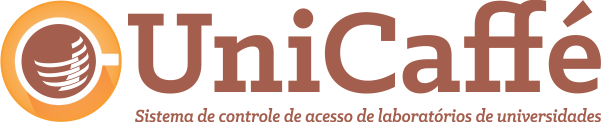 UniCaffé
Sistema de controle de acesso de laboratórios de universidades